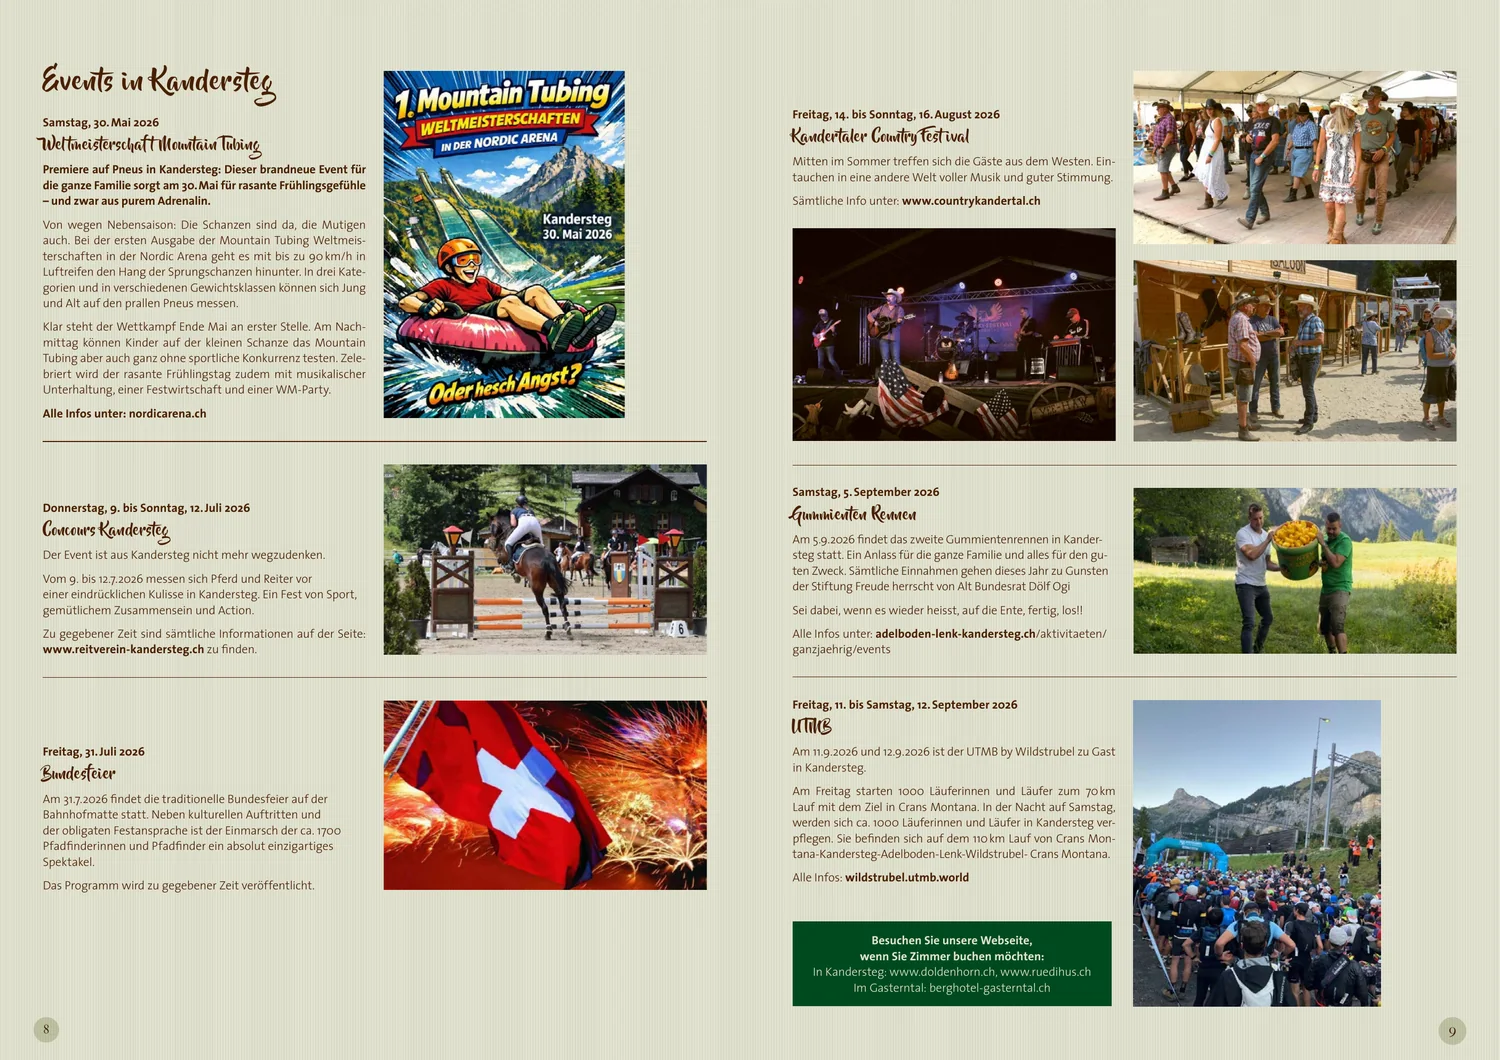 Events in Kandersteg
Samstag, 30. Mai 2026
Weltmeisterschaft Mountain Tubing
Premiere auf Pneus in Kandersteg: Dieser brandneue Event für
die ganze Familie sorgt am 30. Mai für rasante Frühlingsgefühle
– und zwar aus purem Adrenalin.
Von wegen Nebensaison: Die Schanzen sind da, die Mutigen
auch. Bei der ersten Ausgabe der Mountain Tubing Weltmeis-
terschaften in der Nordic Arena geht es mit bis zu 90 km/h in
Luftreifen den Hang der Sprungschanzen hinunter. In drei Kate-
gorien und in verschiedenen Gewichtsklassen können sich Jung
und Alt auf den prallen Pneus messen.
Klar steht der Wettkampf Ende Mai an erster Stelle. Am Nach-
mittag können Kinder auf der kleinen Schanze das Mountain
Tubing aber auch ganz ohne sportliche Konkurrenz testen. Zele-
briert wird der rasante Frühlingstag zudem mit musikalischer
Unterhaltung, einer Festwirtschaft und einer WM-Party.
Alle Infos unter: nordicarena.ch
1. Mountain Tubing
WELTMEISTERSCHAFTEN
IN DER NORDIC ARENA
Kandersteg
30. Mai 2026
Oder hesch Angst?
Donnerstag, 9. bis Sonntag, 12. Juli 2026
Concours Kandersteg
Der Event ist aus Kandersteg nicht mehr wegzudenken.
Vom 9. bis 12.7.2026 messen sich Pferd und Reiter vor
einer eindrücklichen Kulisse in Kandersteg. Ein Fest von Sport,
gemütlichem Zusammensein und Action.
Zu gegebener Zeit sind sämtliche Informationen auf der Seite:
www.reitverein-kandersteg.ch zu finden.
6
Freitag, 31. Juli 2026
Bundesfeier
Am 31.7.2026 findet die traditionelle Bundesfeier auf der
Bahnhofmatte statt. Neben kulturellen Auftritten und
der obligaten Festansprache ist der Einmarsch der ca. 1700
Pfadfinderinnen und Pfadfinder ein absolut einzigartiges
Spektakel.
Das Programm wird zu gegebener Zeit veröffentlicht.
8
Freitag, 14. bis Sonntag, 16. August 2026
Kandertaler Country Festival
Mitten im Sommer treffen sich die Gäste aus dem Westen. Ein-
tauchen in eine andere Welt voller Musik und guter Stimmung.
Sämtliche Info unter: www.countrykandertal.ch
YEE-HAW
SALOON
Samstag, 5. September 2026
Gummienten Rennen
Am 5.9.2026 findet das zweite Gummientenrennen in Kander-
steg statt. Ein Anlass für die ganze Familie und alles für den gu-
ten Zweck. Sämtliche Einnahmen gehen dieses Jahr zu Gunsten
der Stiftung Freude herrscht von Alt Bundesrat Dölf Ogi
Sei dabei, wenn es wieder heisst, auf die Ente, fertig, los!!
Alle Infos unter: adelboden-lenk-kandersteg.ch/aktivitaeten/
ganzjaehrig/events
Freitag, 11. bis Samstag, 12. September 2026
UTMB
Am 11.9.2026 und 12.9.2026 ist der UTMB by Wildstrubel zu Gast
in Kandersteg.
Am Freitag starten 1000 Läuferinnen und Läufer zum 70 km
Lauf mit dem Ziel in Crans Montana. In der Nacht auf Samstag,
werden sich ca. 1000 Läuferinnen und Läufer in Kandersteg ver-
pflegen. Sie befinden sich auf dem 110 km Lauf von Crans Mon-
tana-Kandersteg-Adelboden-Lenk-Wildstrubel- Crans Montana.
Alle Infos: wildstrubel.utmb.world
Besuchen Sie unsere Webseite,
wenn Sie Zimmer buchen möchten:
In Kandersteg: www.doldenhorn.ch, www.ruedihus.ch
Im Gasterntal: berghotel-gasterntal.ch
9